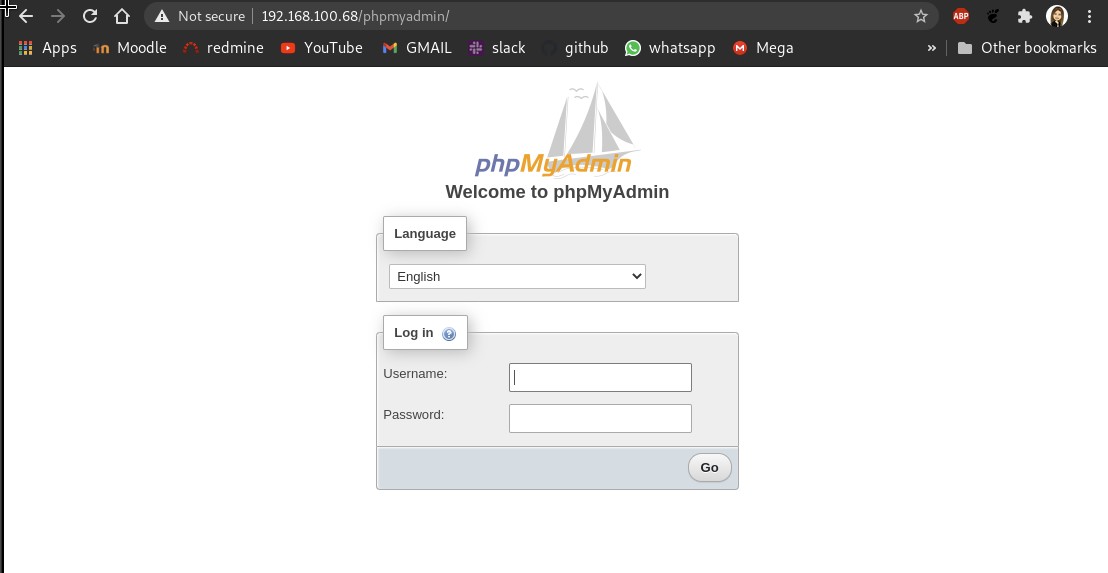 Not secure 192.168.100.68/phpmyadmin/ ABP
Apps Moodle redmine YouTube GMAIL slack github whatsapp Mega » Other bookmarks
phpMyAdmin
Welcome to phpMyAdmin
Language
English
Log in
Username:
Password:
Go